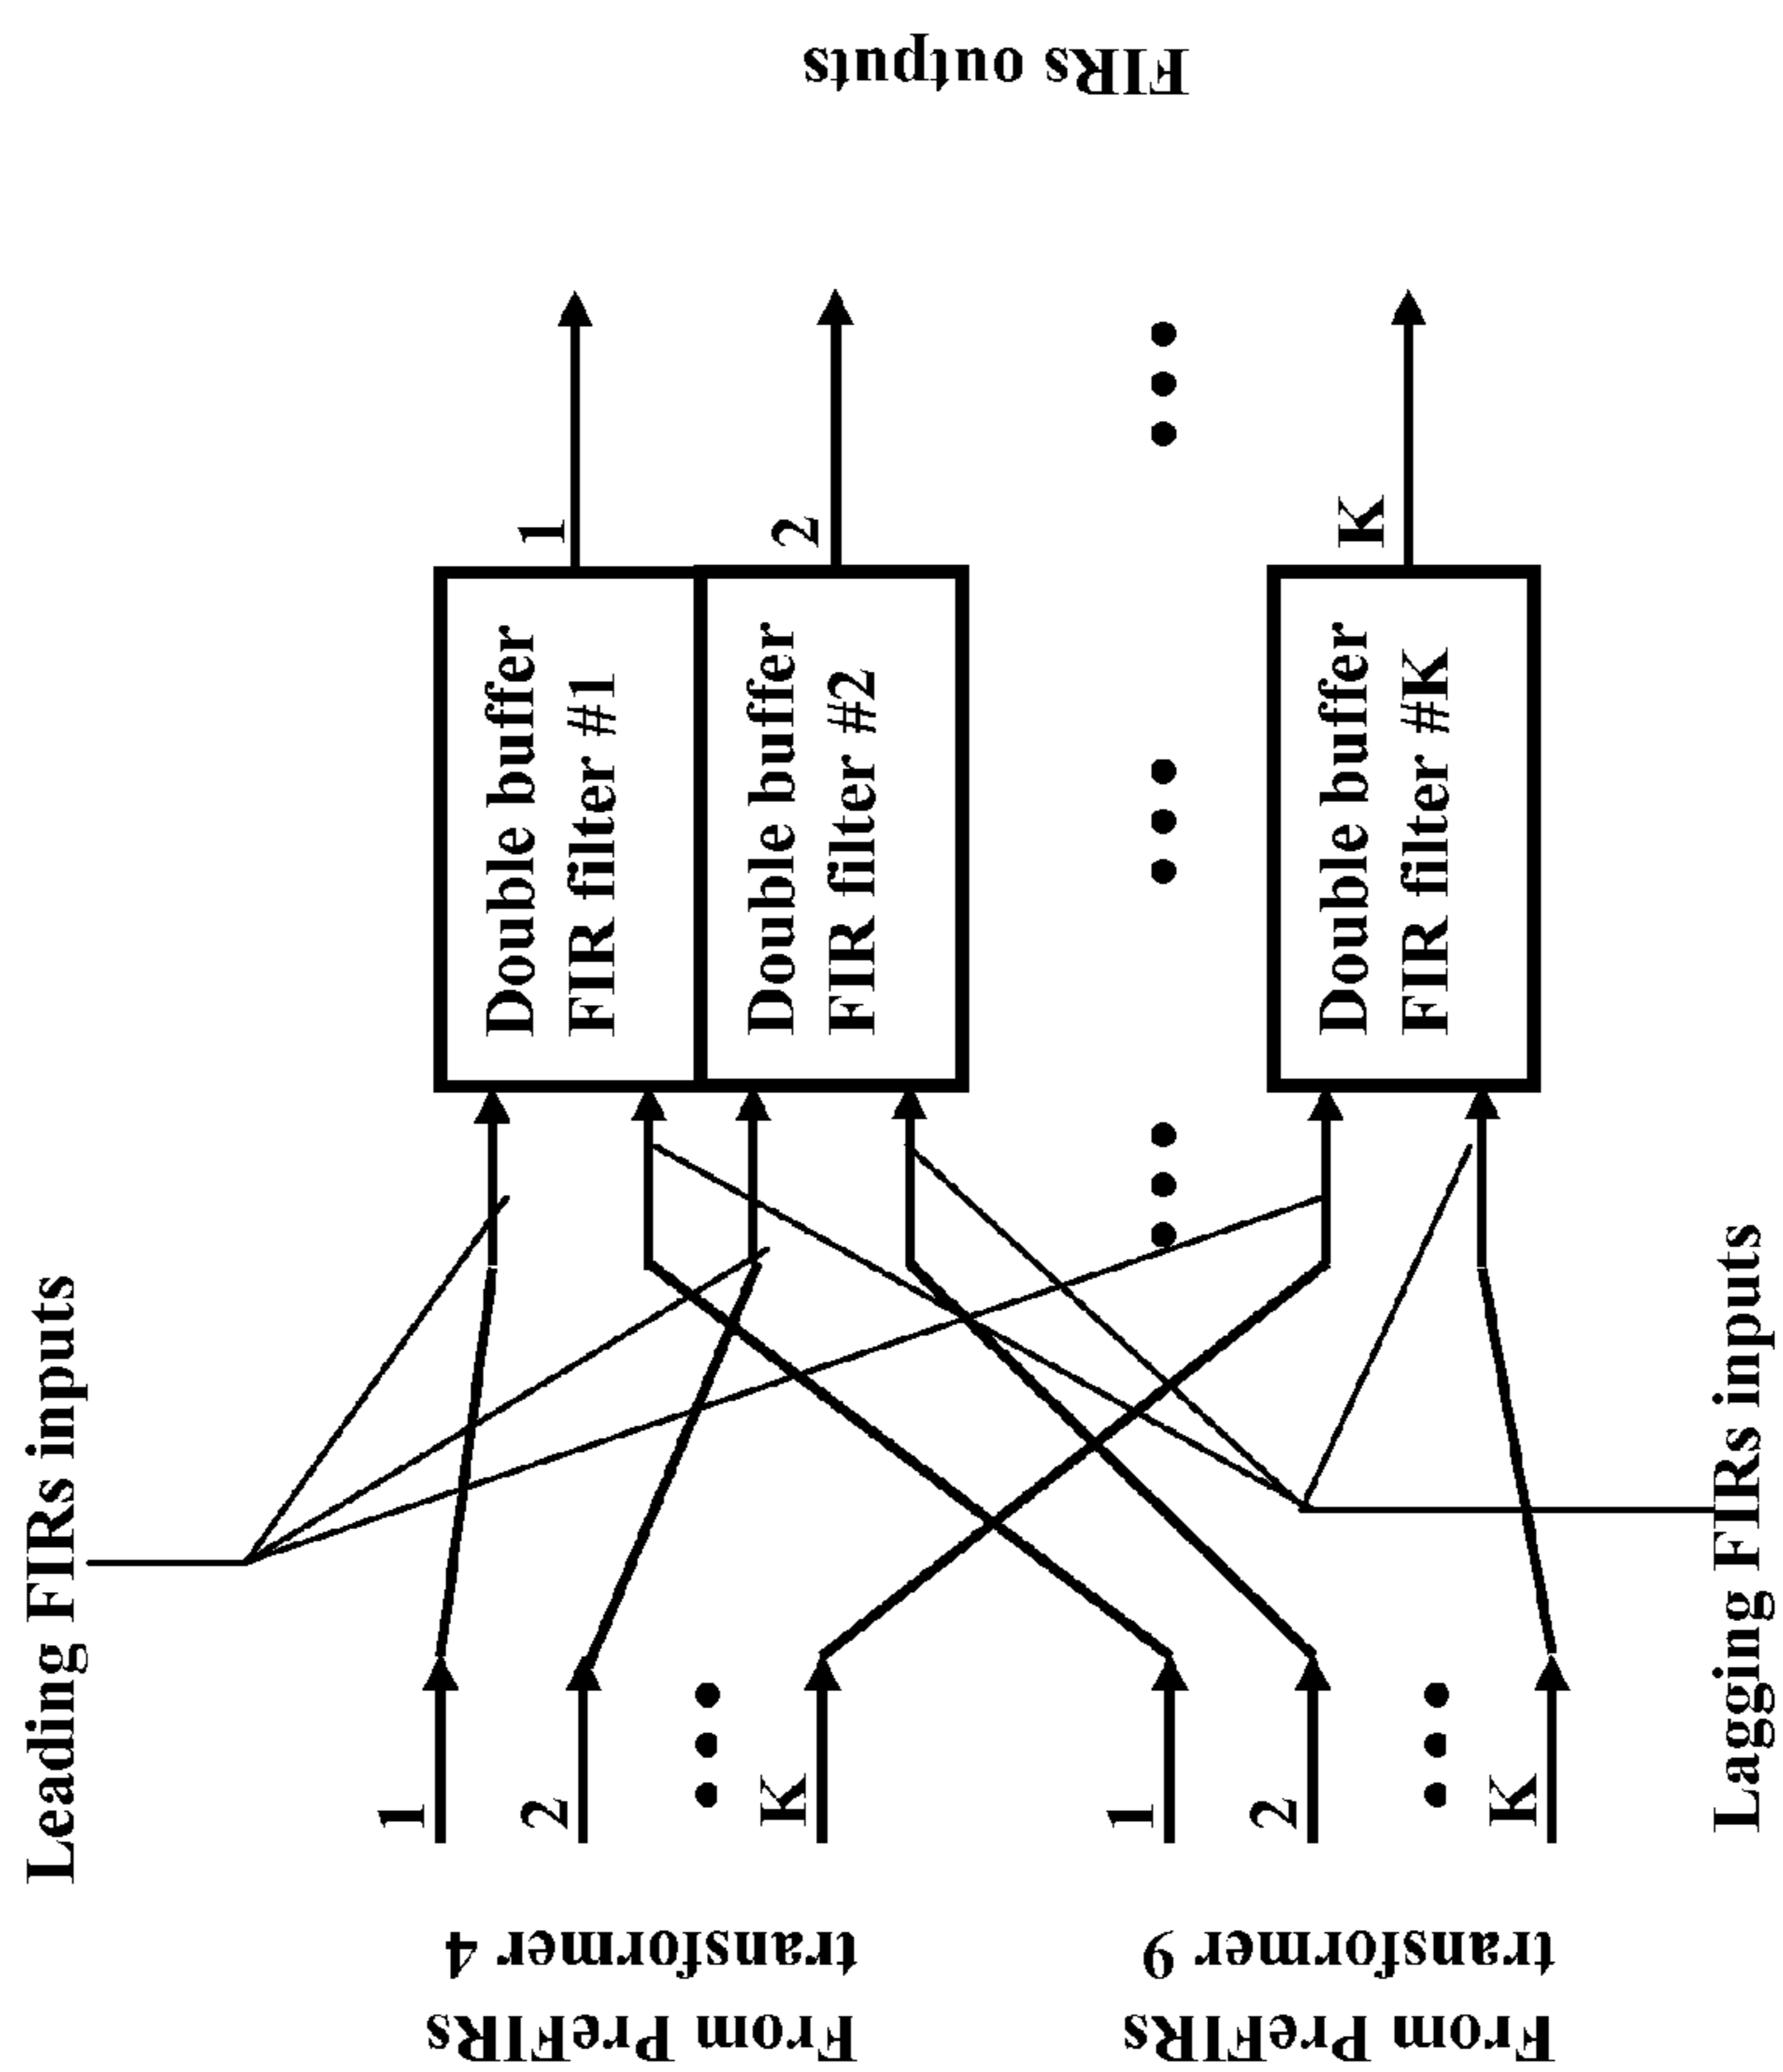 Leading FIRs inputs
From PreFIRs
transformer 4
1
2
K
From PreFIRs
transformer 9
1
2
K
Double buffer
FIR filter #1
Double buffer
FIR filter #2
Double buffer
FIR filter #K
1
2
K
FIRs outputs
Lagging FIRs inputs